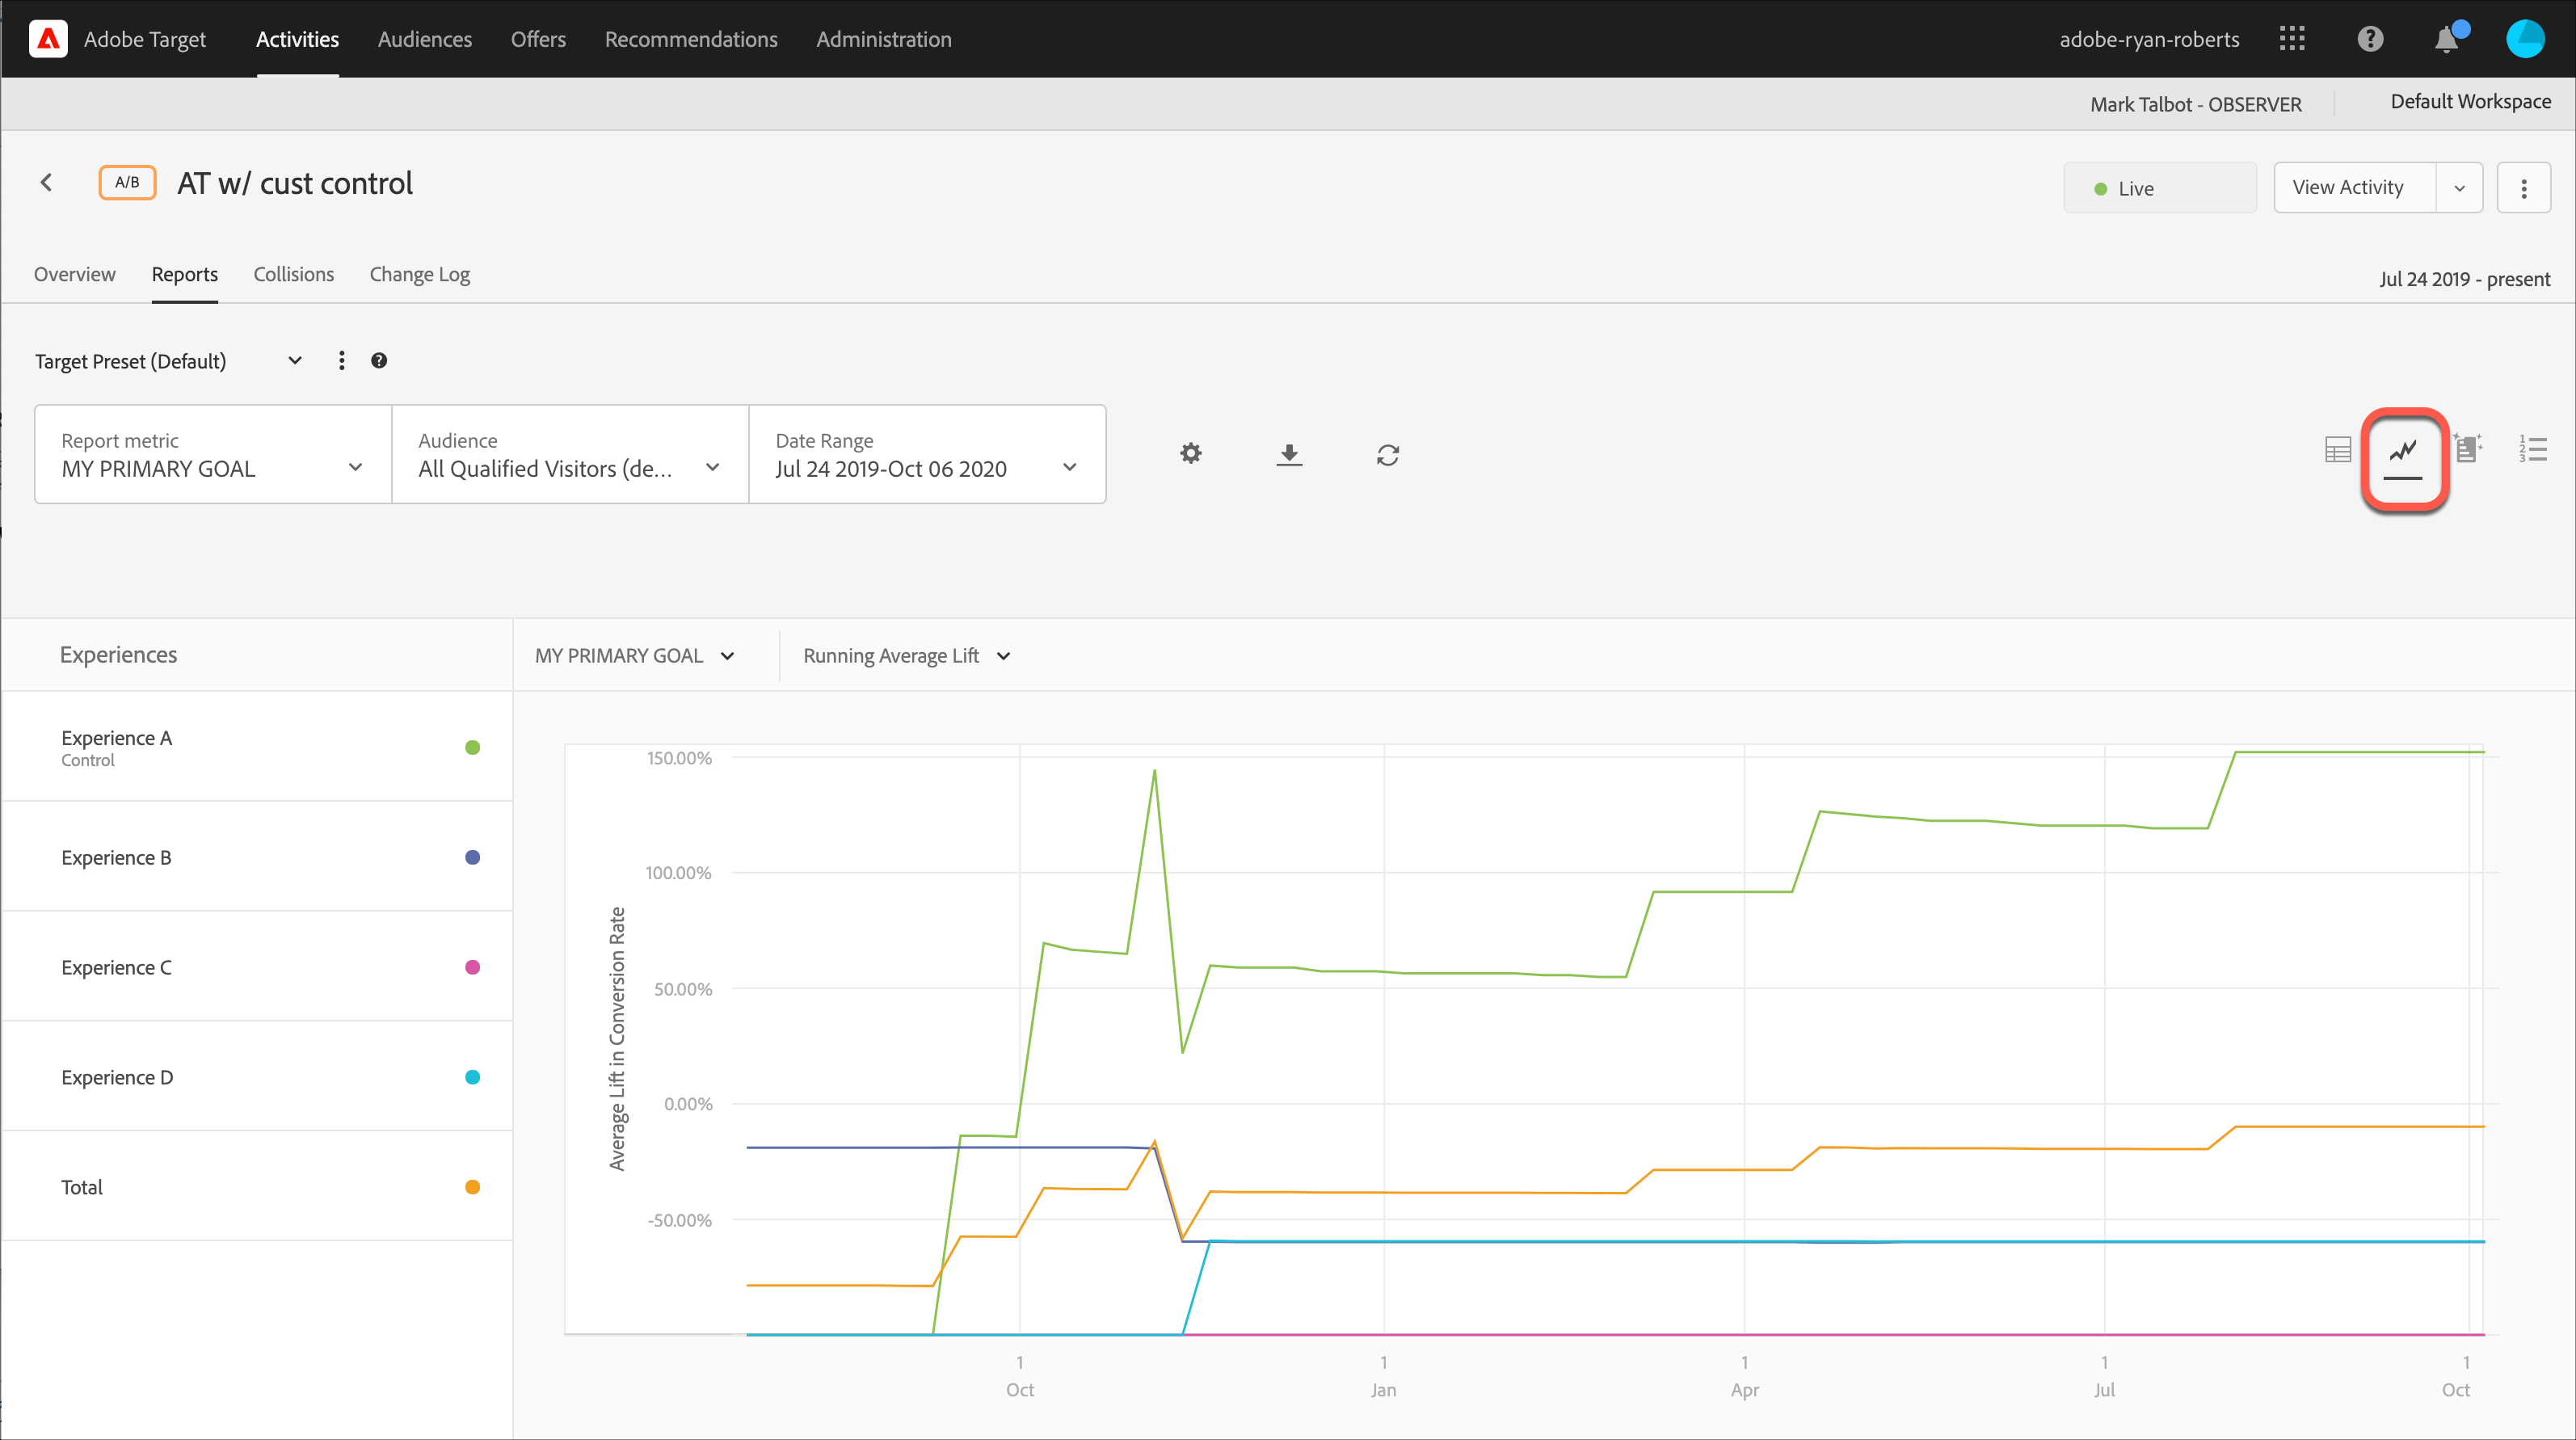 Adobe Target
Activities
Audiences
Offers
Recommendations
Administration
adobe-ryan-roberts
Mark Talbot - OBSERVER
Default Workspace
A/B
AT w/ cust control
Live
View Activity
Overview
Reports
Collisions
Change Log
Jul 24 2019 - present
Target Preset (Default)
Report metric
MY PRIMARY GOAL
Audience
All Qualified Visitors (de...
Date Range
Jul 24 2019-Oct 06 2020
Experiences
MY PRIMARY GOAL
Running Average Lift
Experience A
Control
Experience B
Experience C
Experience D
Total
Average Lift in Conversion Rate
150.00%
100.00%
50.00%
0.00%
-50.00%
1
Oct
1
Jan
1
Apr
1
Jul
1
Oct